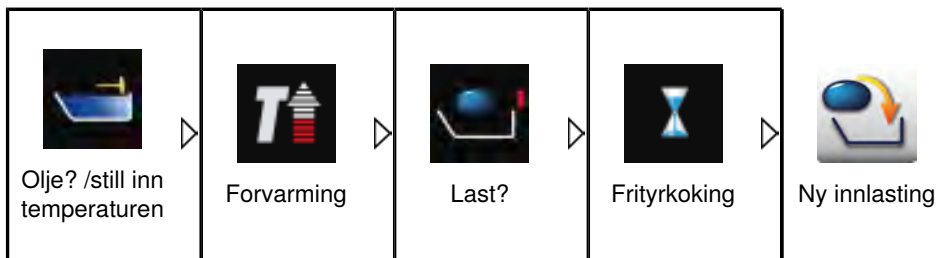 Olje? /still inn
temperaturen
Forvarming
Last?
Frityrkoking
Ny innlasting